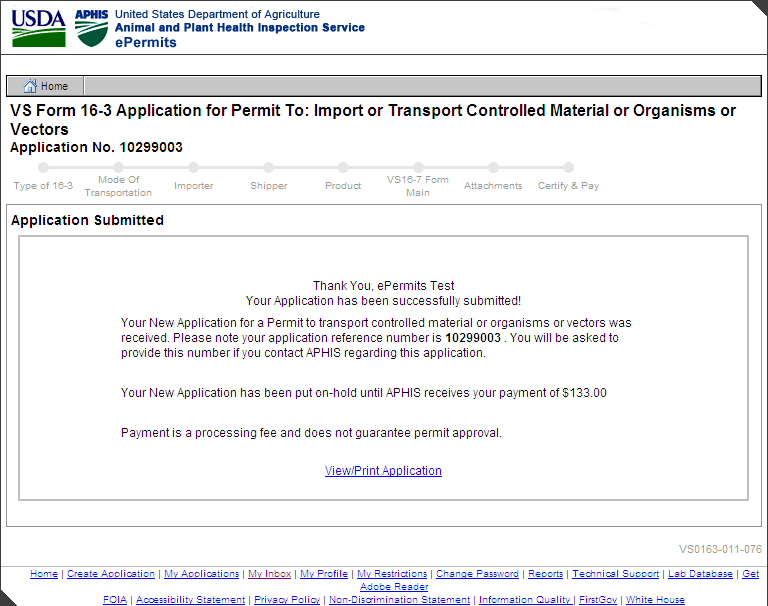 USDA
APHIS
United States Department of Agriculture
Animal and Plant Health Inspection Service
ePermits
Home
VS Form 16-3 Application for Permit To: Import or Transport Controlled Material or Organisms or
Vectors
Application No. 10299003
Type of 16-3
Mode Of
Transportation
Importer
Shipper
Product
VS16-7 Form
Main
Attachments
Certify & Pay
Application Submitted
Thank You, ePermits Test
Your Application has been successfully submitted!
Your New Application for a Permit to transport controlled material or organisms or vectors was
received. Please note your application reference number is 10299003 . You will be asked to
provide this number if you contact APHIS regarding this application.
Your New Application has been put on-hold until APHIS receives your payment of $133.00
Payment is a processing fee and does not guarantee permit approval.
View/Print Application
VS0163-011-076
Home | Create Application | My Applications | My Inbox | My Profile | My Restrictions | Change Password | Reports | Technical Support | Lab Database | Get
Adobe Reader
FOIA | Accessibility Statement | Privacy Policy | Non-Discrimination Statement | Information Quality | FirstGov | White House